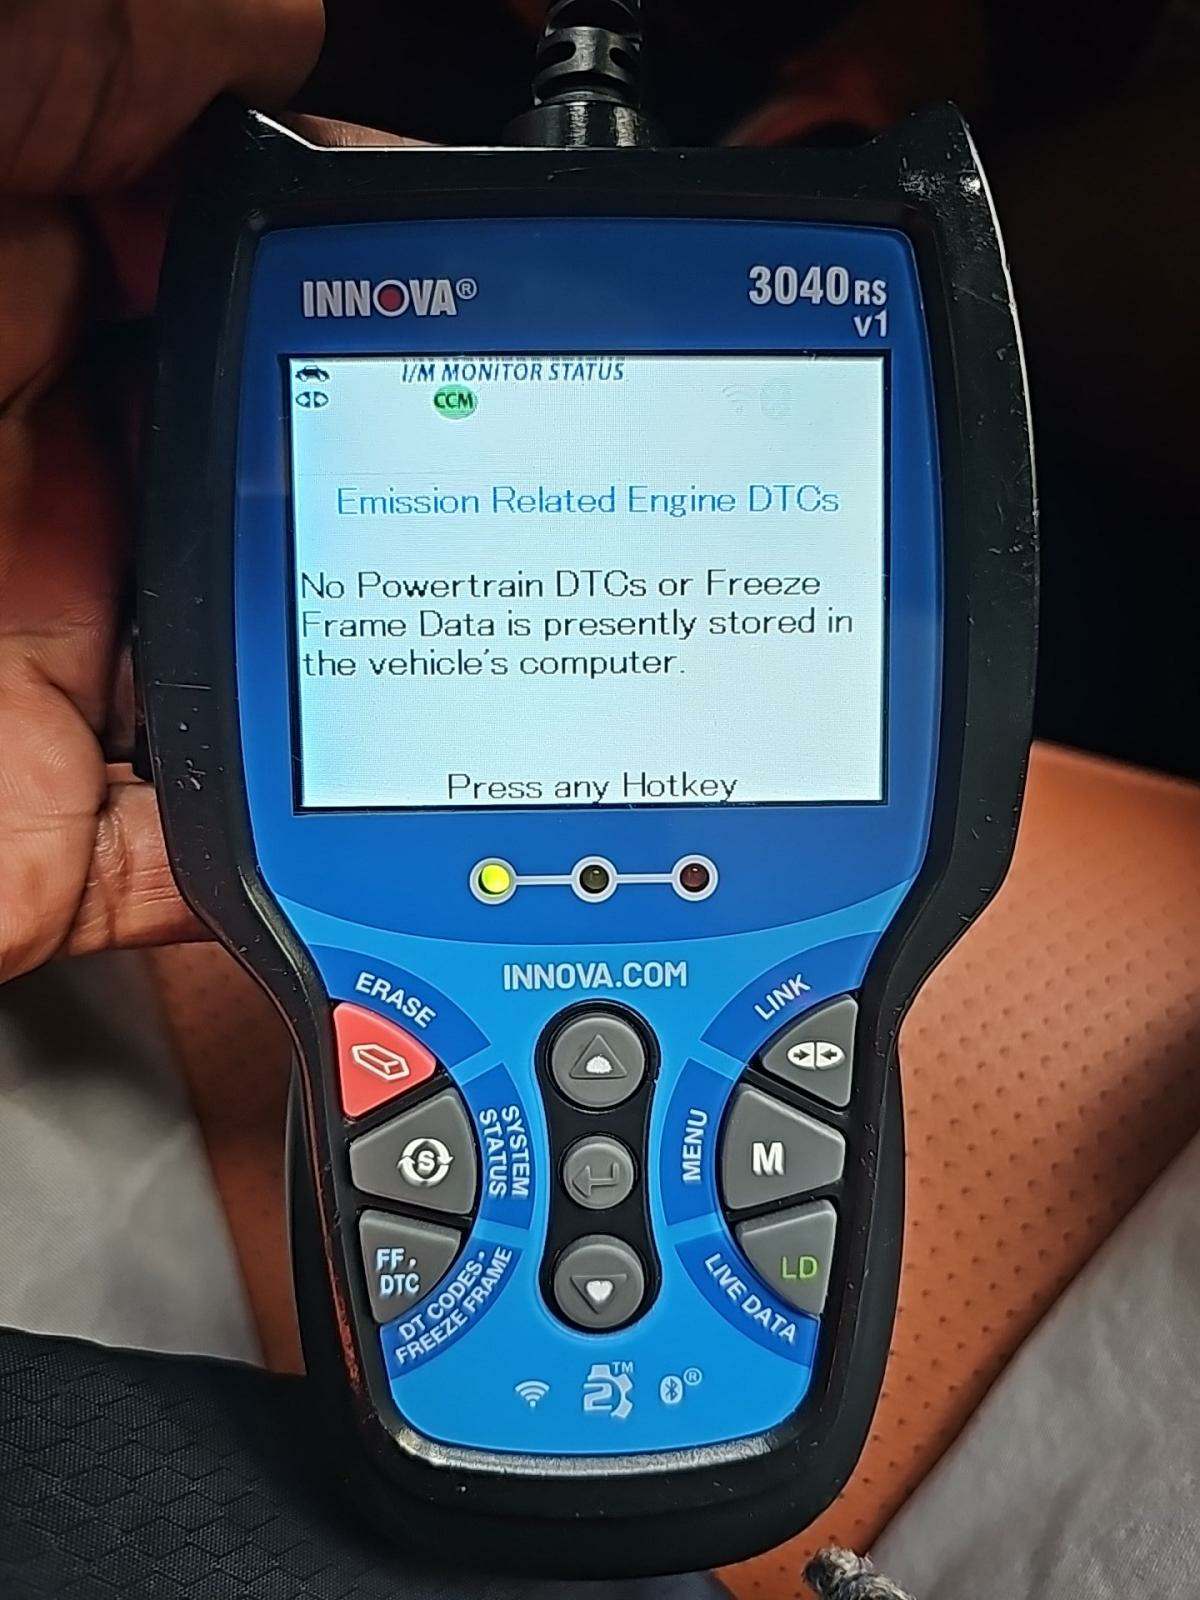 INNOVA®
3040RS
v1
I/M MONITOR STATUS
CCM
Emission Related Engine DTCs
No Powertrain DTCs or Freeze
Frame Data is presently stored in
the vehicle's computer.
Press any Hotkey
INNOVA.COM
ERASE
LINK
SYSTEM
STATUS
S
MENU
M
FF.
DTC
DT CODES.
FREEZE FRAME
LD
LIVE DATA
2™
®